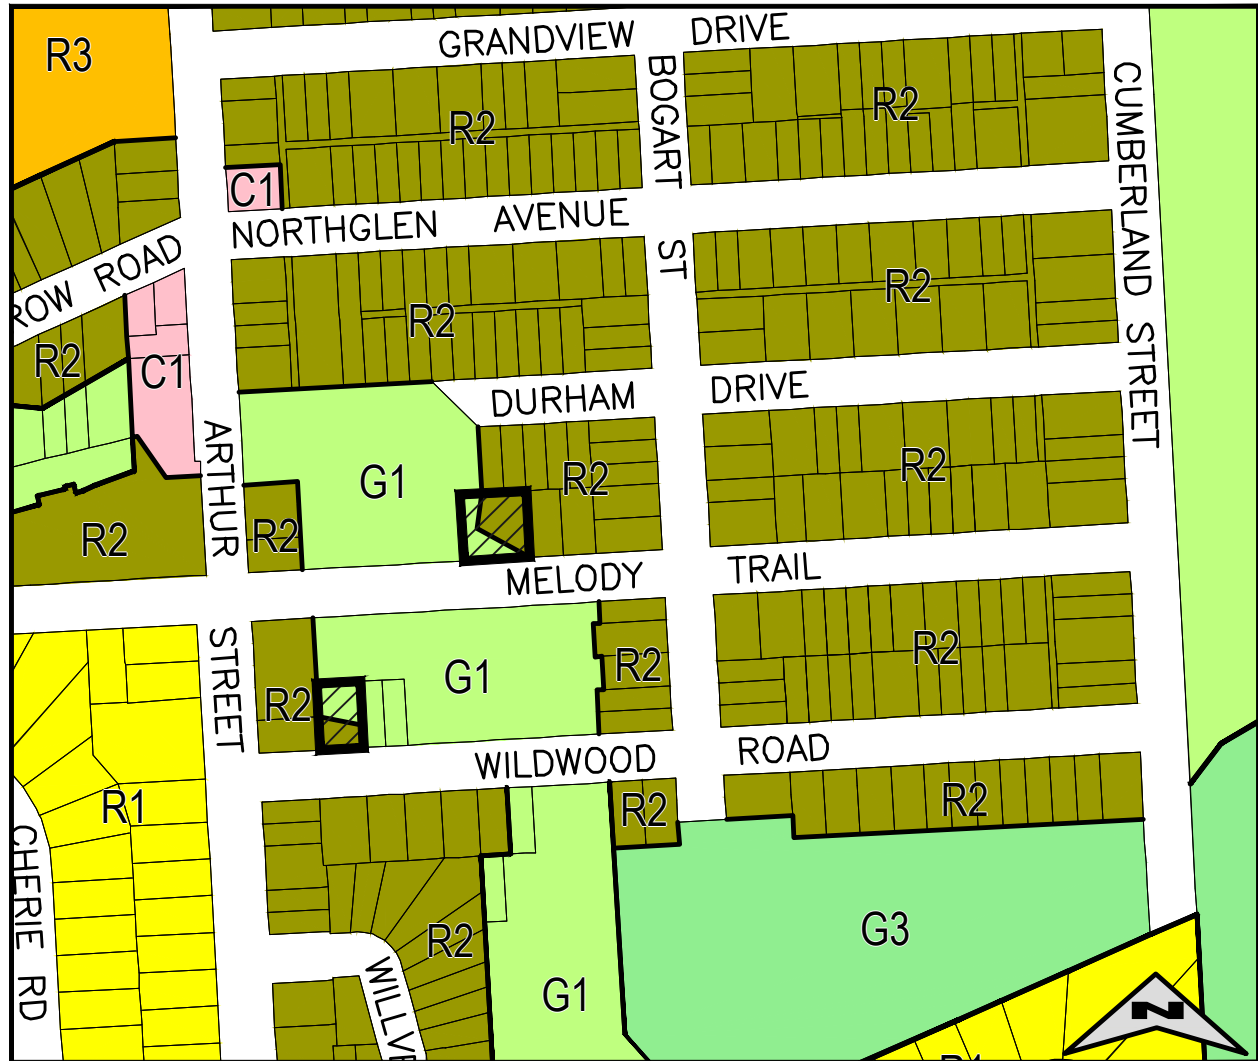 R3
GRANDVIEW DRIVE
R2
R2
BOGART ST
CUMBERLAND STREET
C1
NORTHGLEN AVENUE
ROW ROAD
R2
R2
R2
C1
DURHAM DRIVE
ARTHUR STREET
G1
R2
R2
R2
R2
MELODY TRAIL
R2
G1
R2
R2
WILDWOOD ROAD
R1
R2
R2
CHERIE RD
R2
G3
G1
WILLVE
N
R1